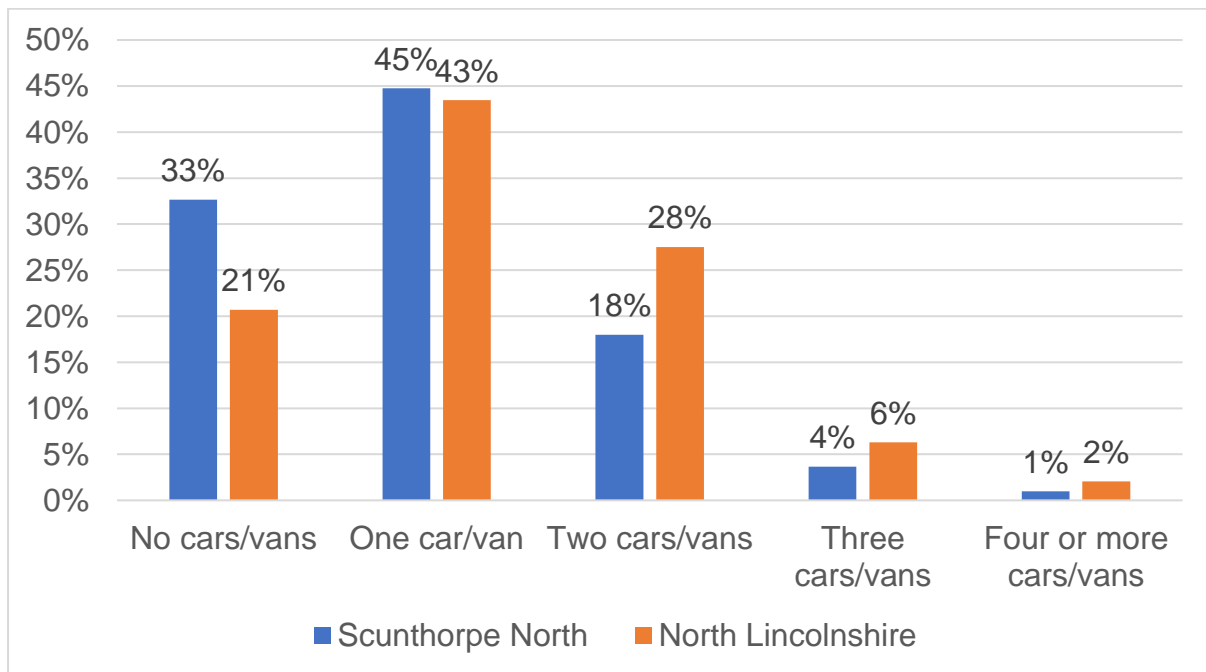 50%
45%
40%
35%
30%
25%
20%
15%
10%
5%
0%
33%
21%
45%
43%
18%
28%
4%
6%
1%
2%
No cars/vans
One car/van
Two cars/vans
Three
cars/vans
Four or more
cars/vans
Scunthorpe North
North Lincolnshire